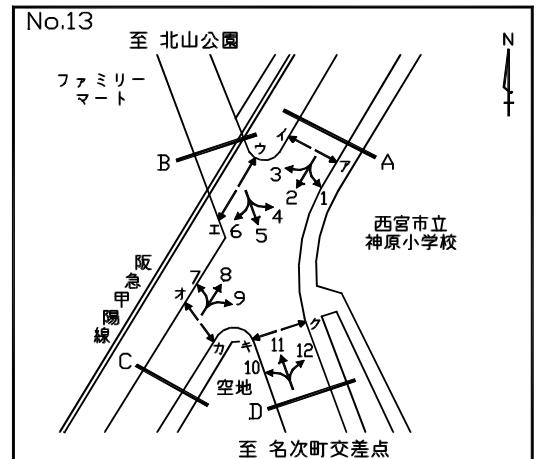 No.13
至 北山公園
N
ファミリー
マート
B
ウ
イ
ア
A
3
2
1
エ
6
5
4
西宮市立
神原小学校
阪急甲陽線
オ
7
8
9
カ
キ
ク
11
12
10
C
空地
D
至 名次町交差点